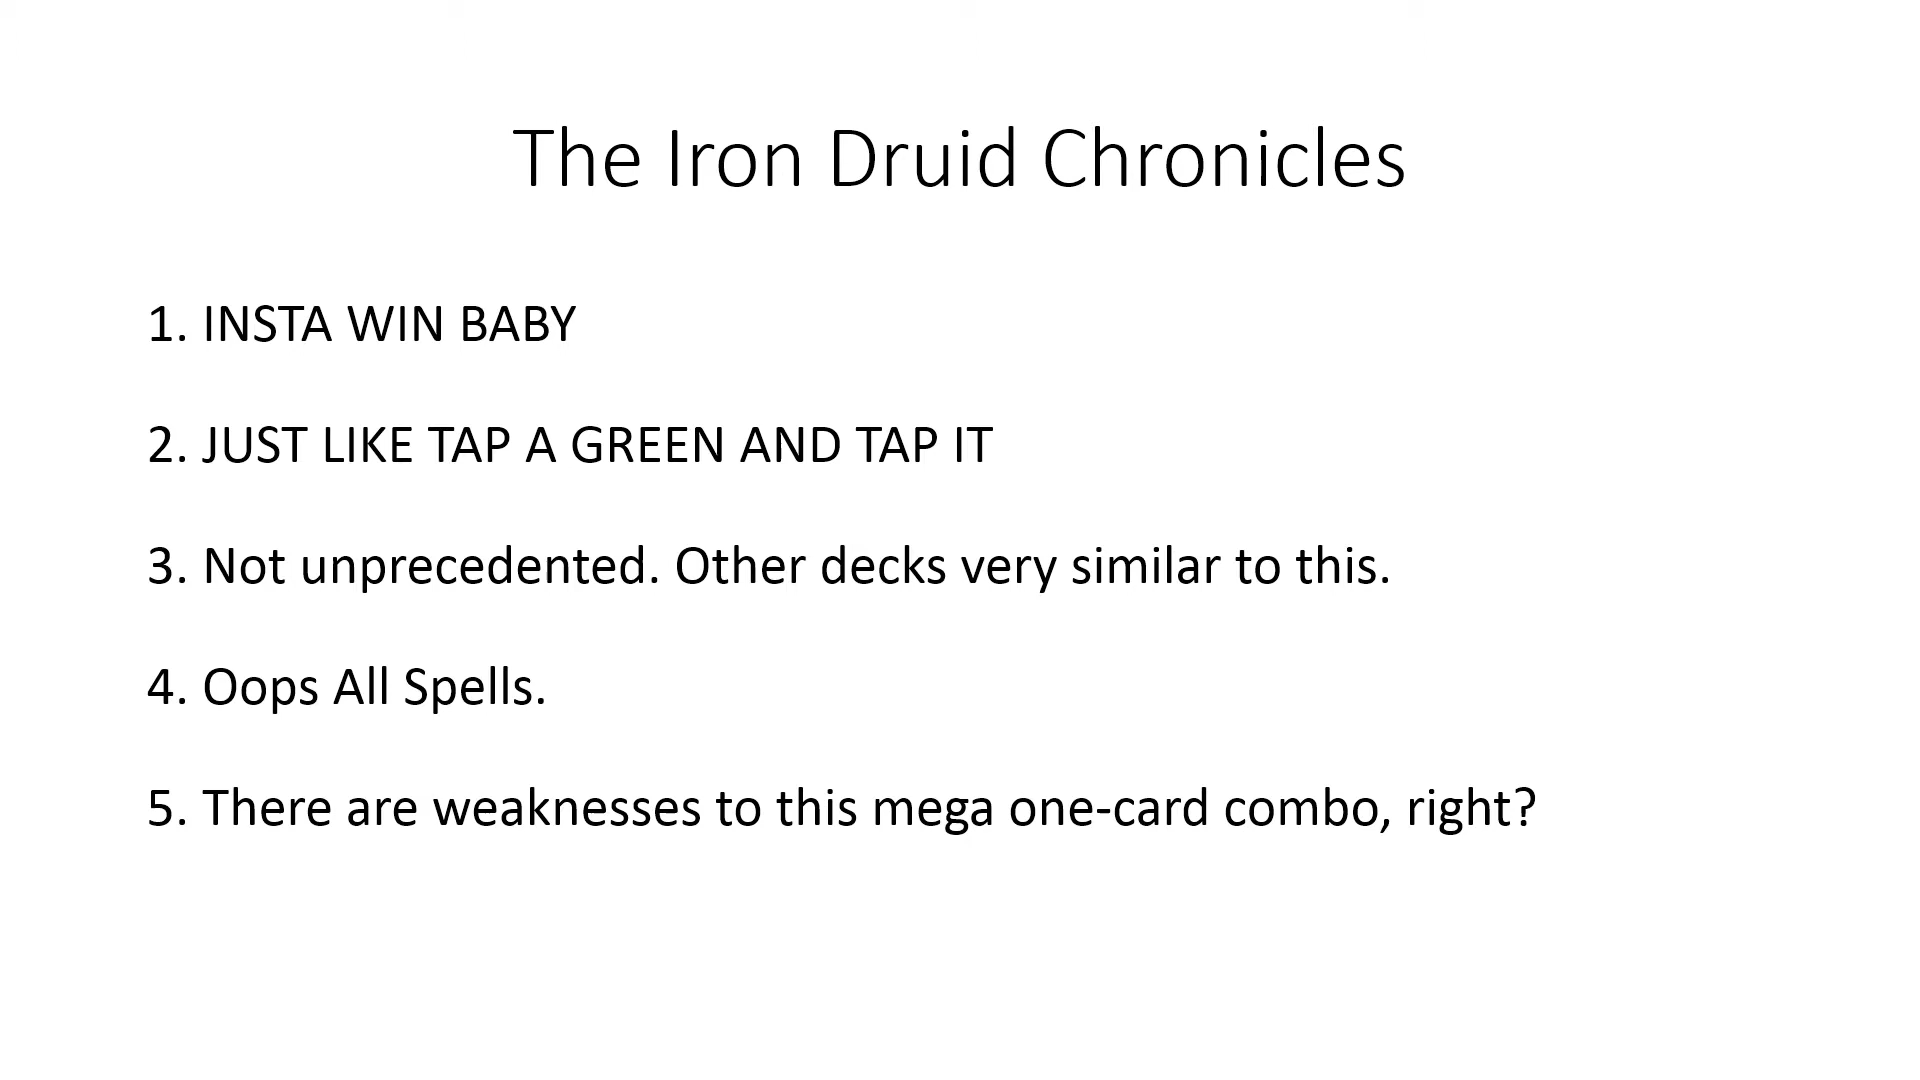 The Iron Druid Chronicles
1. INSTA WIN BABY
2. JUST LIKE TAP A GREEN AND TAP IT
3. Not unprecedented. Other decks very similar to this.
4. Oops All Spells.
5. There are weaknesses to this mega one-card combo, right?